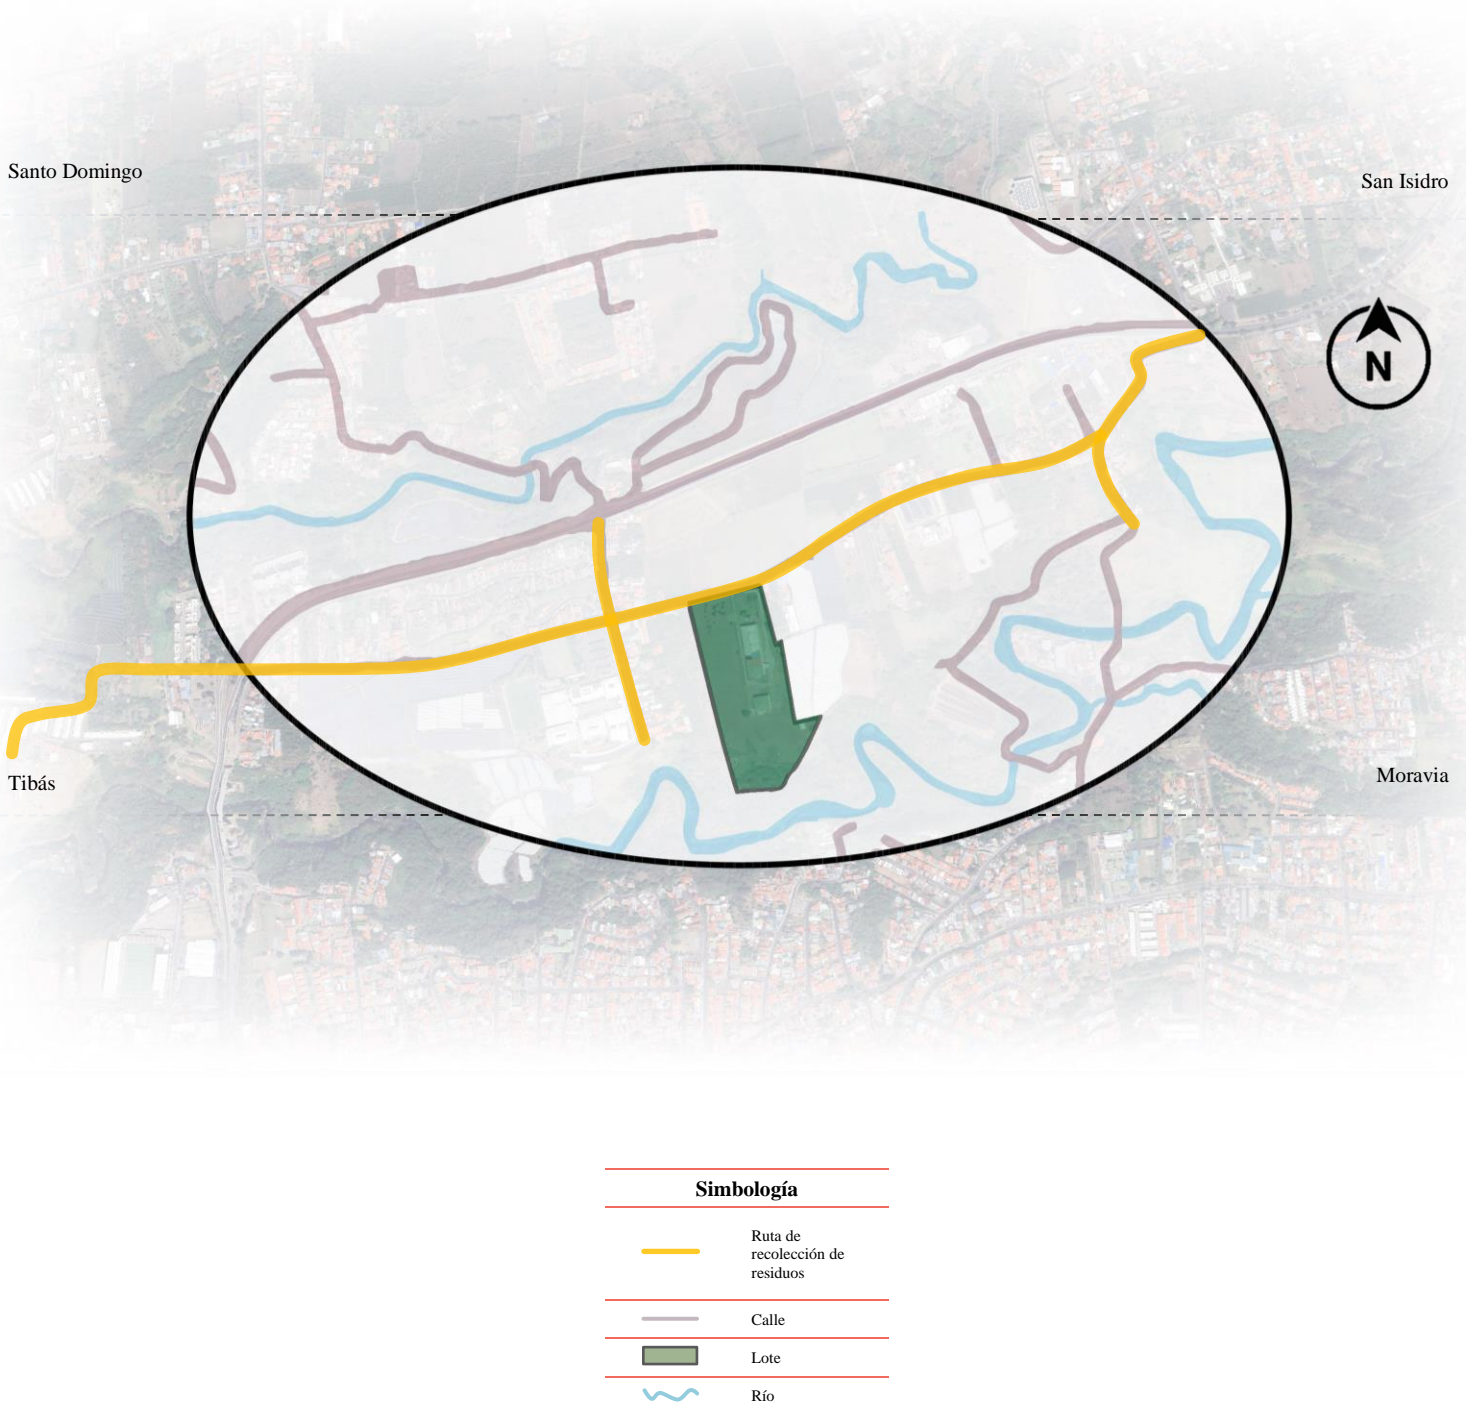 Santo Domingo
San Isidro
N
Tibás
Moravia
Simbología
Ruta de
recolección de
residuos
Calle
Lote
Río